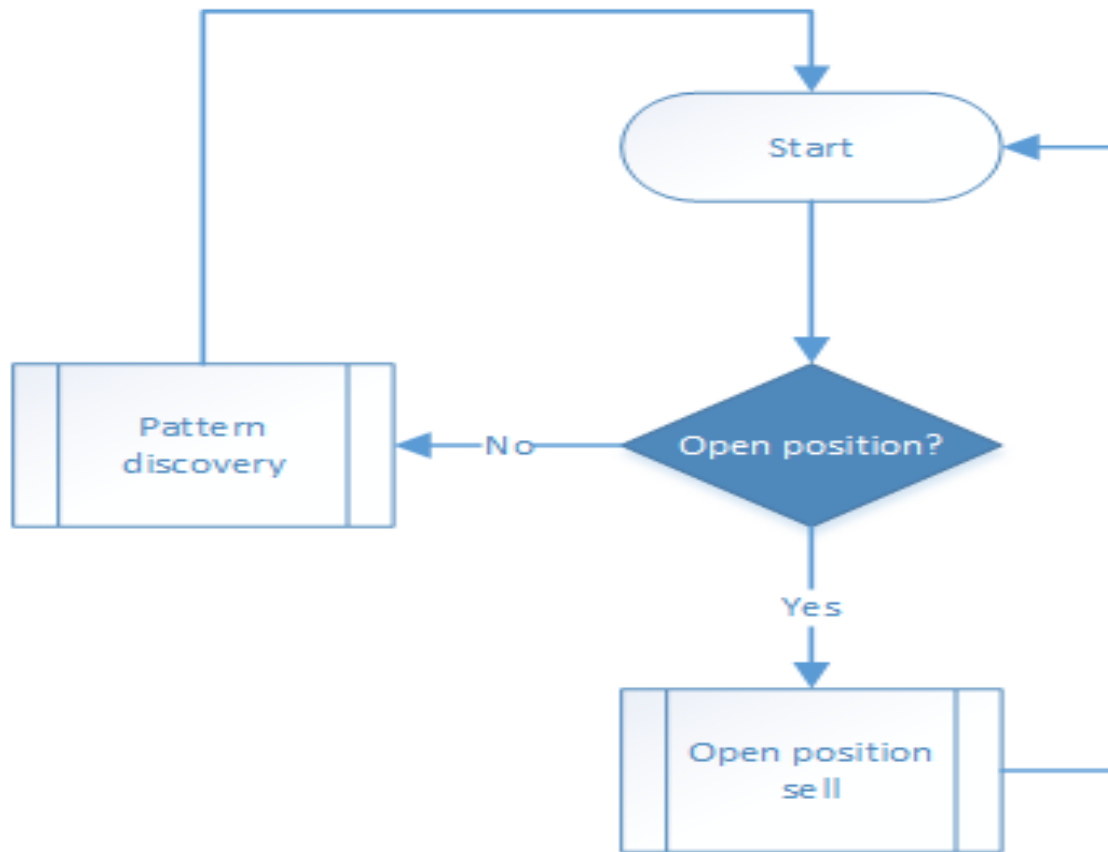 Start
Open position?
No
Pattern
discovery
Yes
Open position
sell